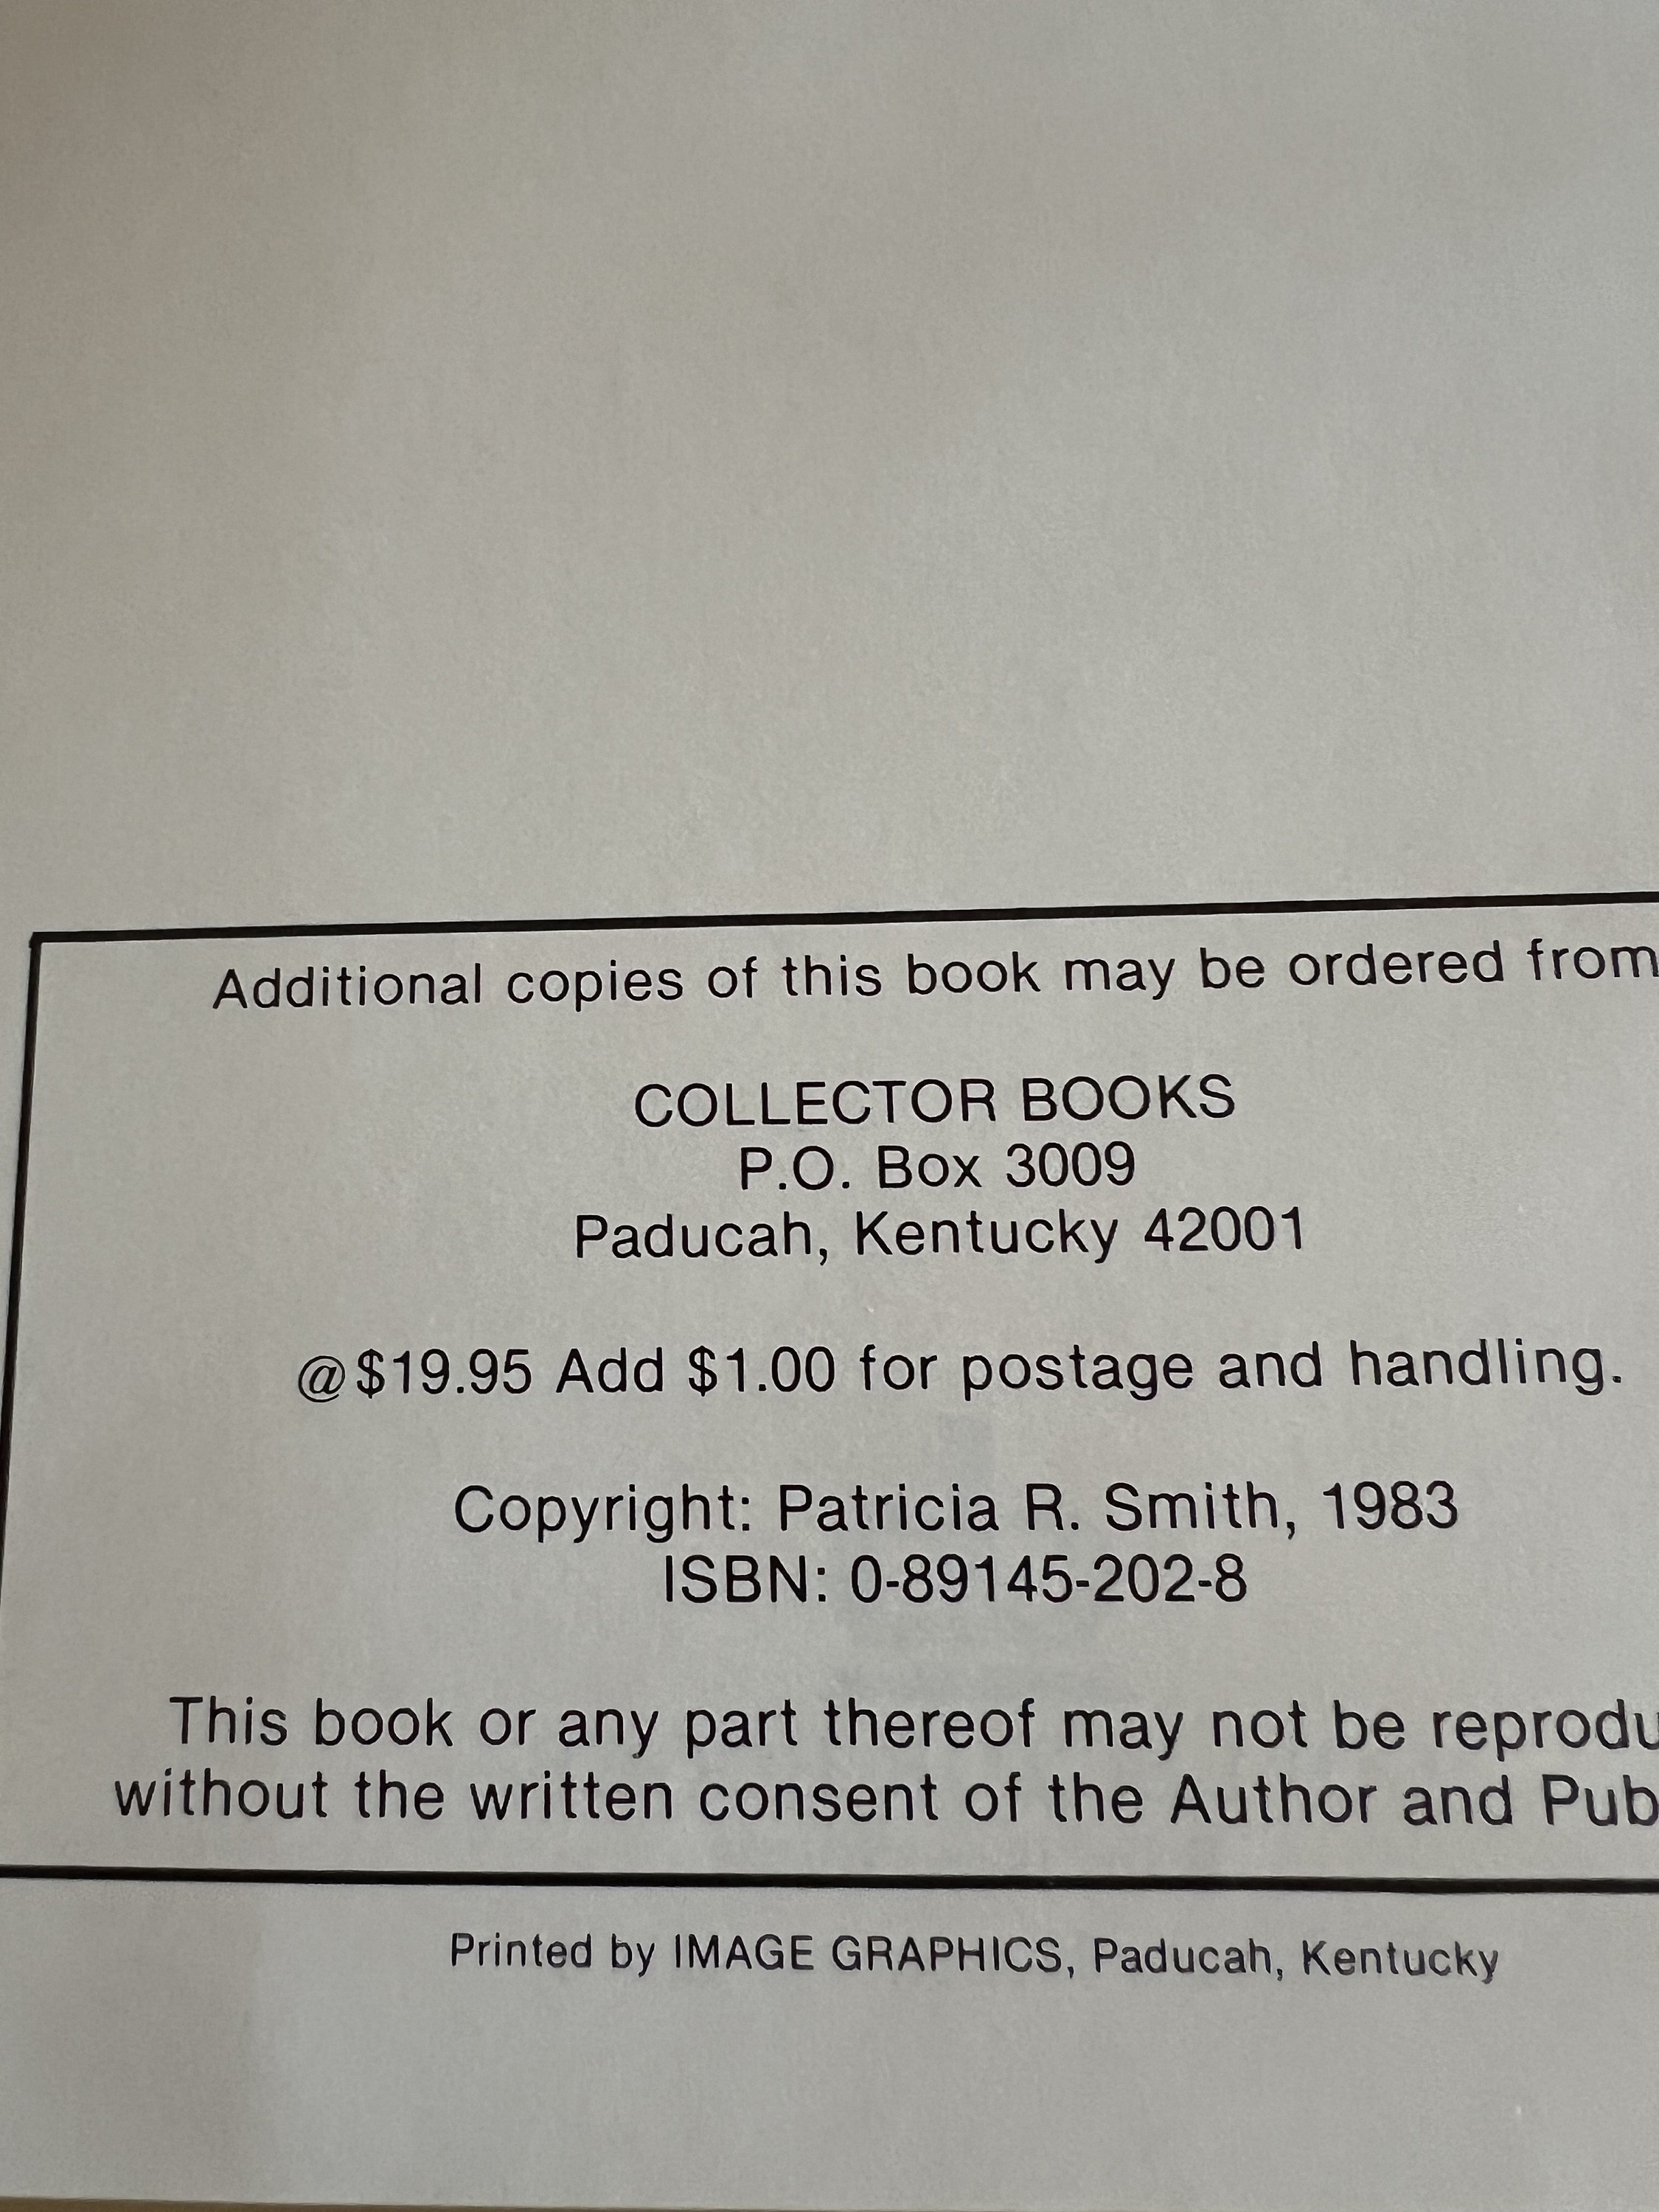 Additional copies of this book may be ordered from
COLLECTOR BOOKS
P.O. Box 3009
Paducah, Kentucky 42001
@$19.95 Add $1.00 for postage and handling.
Copyright: Patricia R. Smith, 1983
ISBN: 0-89145-202-8
This book or any part thereof may not be reprodu
without the written consent of the Author and Pub
Printed by IMAGE GRAPHICS, Paducah, Kentucky